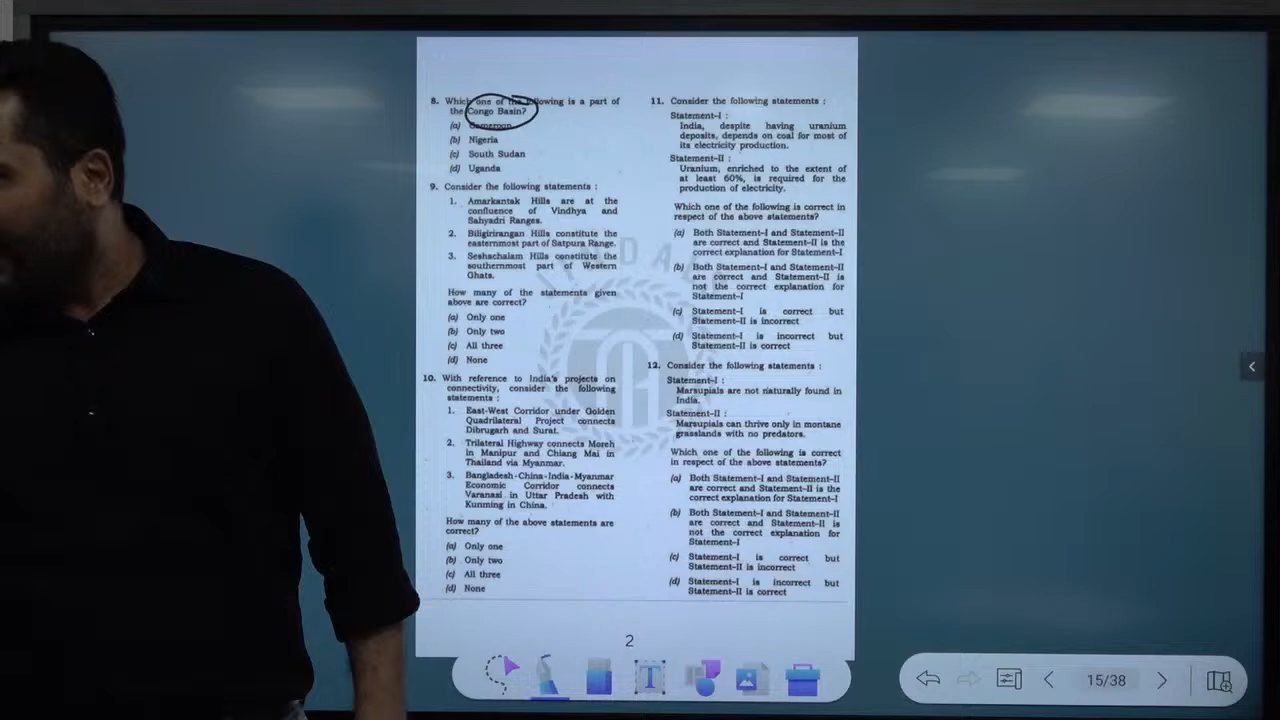 8. Which one of the following is a part of
the Congo Basin?
(a) Cameroon
(b) Nigeria
(c) South Sudan
(d) Uganda
9. Consider the following statements :
1. Amarkantak Hills are at the
confluence of Vindhya and
Sahyadri Ranges.
2. Biligirirangan Hills constitute the
easternmost part of Satpura Range.
3. Seshachalam Hills constitute the
southernmost part of Western
Ghats.
How many of the statements given
above are correct?
(a) Only one
(b) Only two
(c) All three
(d) None
10. With reference to India's projects on
connectivity, consider the following
statements :
1. East-West Corridor under Golden
Quadrilateral Project connects
Dibrugarh and Surat.
2. Trilateral Highway connects Moreh
in Manipur and Chiang Mai in
Thailand via Myanmar.
3. Bangladesh-China-India-Myanmar
Economic Corridor connects
Varanasi in Uttar Pradesh with
Kunming in China.
How many of the above statements are
correct?
(a) Only one
(b) Only two
(c) All three
(d) None
11. Consider the following statements :
Statement-I :
India, despite having uranium
deposits, depends on coal for most of
its electricity production.
Statement-II :
Uranium, enriched to the extent of
at least 60%, is required for the
production of electricity.
Which one of the following is correct in
respect of the above statements?
(a) Both Statement-I and Statement-II
are correct and Statement-II is the
correct explanation for Statement-I
(b) Both Statement-I and Statement-II
are correct and Statement-II is
not the correct explanation for
Statement-I
(c) Statement-I is correct but
Statement-II is incorrect
(d) Statement-I is incorrect but
Statement-II is correct
12. Consider the following statements :
Statement-I :
Marsupials are not naturally found in
India.
Statement-II :
Marsupials can thrive only in montane
grasslands with no predators.
Which one of the following is correct
in respect of the above statements?
(a) Both Statement-I and Statement-II
are correct and Statement-II is the
correct explanation for Statement-I
(b) Both Statement-I and Statement-II
are correct and Statement-II is
not the correct explanation for
Statement-I
(c) Statement-I is correct but
Statement-II is incorrect
(d) Statement-I is incorrect but
Statement-II is correct
2
T
15/38